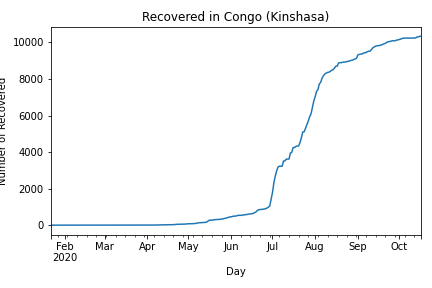 Recovered in Congo (Kinshasa)
Number of Recovered
10000
8000
6000
4000
2000
0
Feb Mar Apr May Jun Jul Aug Sep Oct
2020
Day